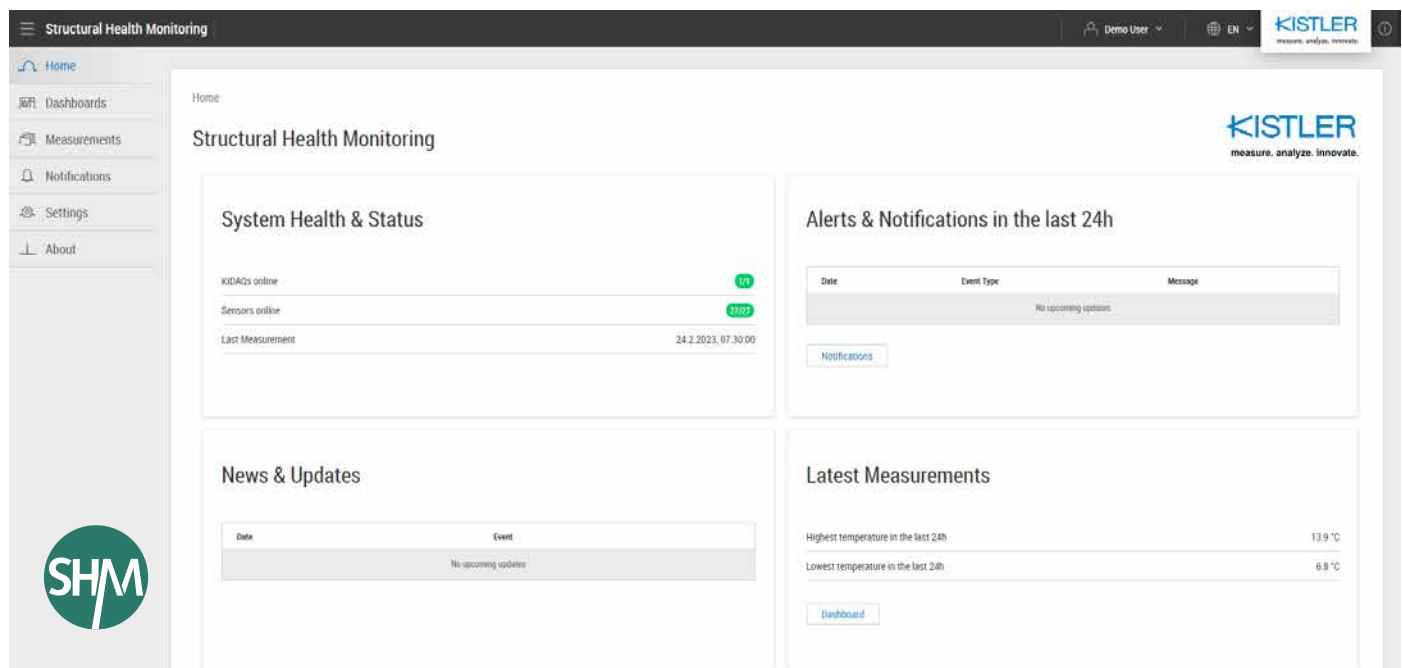 Structural Health Monitoring
Demo User
EN
KISTLER
measure. analyze. innovate.
Home
Dashboards
Measurements
Notifications
Settings
About
Home
Structural Health Monitoring
KISTLER
measure. analyze. innovate.
System Health & Status
KIDAQs online 1/1
Sensors online 27/27
Last Measurement 24.2.2023, 07:30:00
Alerts & Notifications in the last 24h
Date Event Type Message
No upcoming updates
Notifications
News & Updates
Date Event
No upcoming updates
Latest Measurements
Highest temperature in the last 24h 13.9 °C
Lowest temperature in the last 24h 6.8 °C
Dashboard
SHM